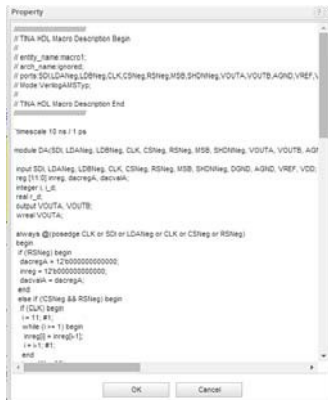 Property
////////////////////////////////////////
// TINA HDL Macro Description Begin
//
// entity_name:macro1;
// arch_name:ignored;
// ports:SDI,LDANeg,LDBNeg,CLK,CSNeg,RSNeg,MSB,SHDNNeg,VOUTA,VOUTB,AGND,VREF,
// Mode:VerilogAMSTyp;
//
// TINA HDL Macro Description End
////////////////////////////////////////
`timescale 10 ns / 1 ps
module DA(SDI, LDANeg, LDBNeg, CLK, CSNeg, RSNeg, MSB, SHDNNeg, VOUTA, VOUTB,
input SDI, LDANeg, LDBNeg, CLK, CSNeg, RSNeg, MSB, SHDNNeg, DGND, AGND, VREF, VDD;
reg [11:0] inreg, dacregA, dacvalA;
integer i, i_d;
real r_d;
output VOUTA, VOUTB;
wreal VOUTA;
always @(posedge CLK or SDI or LDANeg or CLK or CSNeg or RSNeg)
begin
if (!RSNeg) begin
dacregA = 12'b000000000000;
inreg = 12'b000000000000;
dacvalA = dacregA;
end
else if (!CSNeg && RSNeg)
if (CLK) begin
i = 11; #1;
while (i >= 1) begin
inreg[i] = inreg[i-1];
i = i-1; #1;
end
OK
Cancel